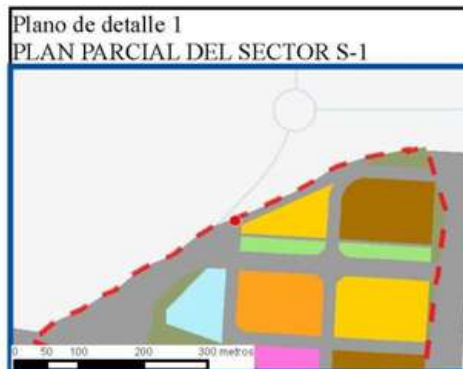 Plano de detalle 1
PLAN PARCIAL DEL SECTOR S-1
0 50 100 200 300 metros